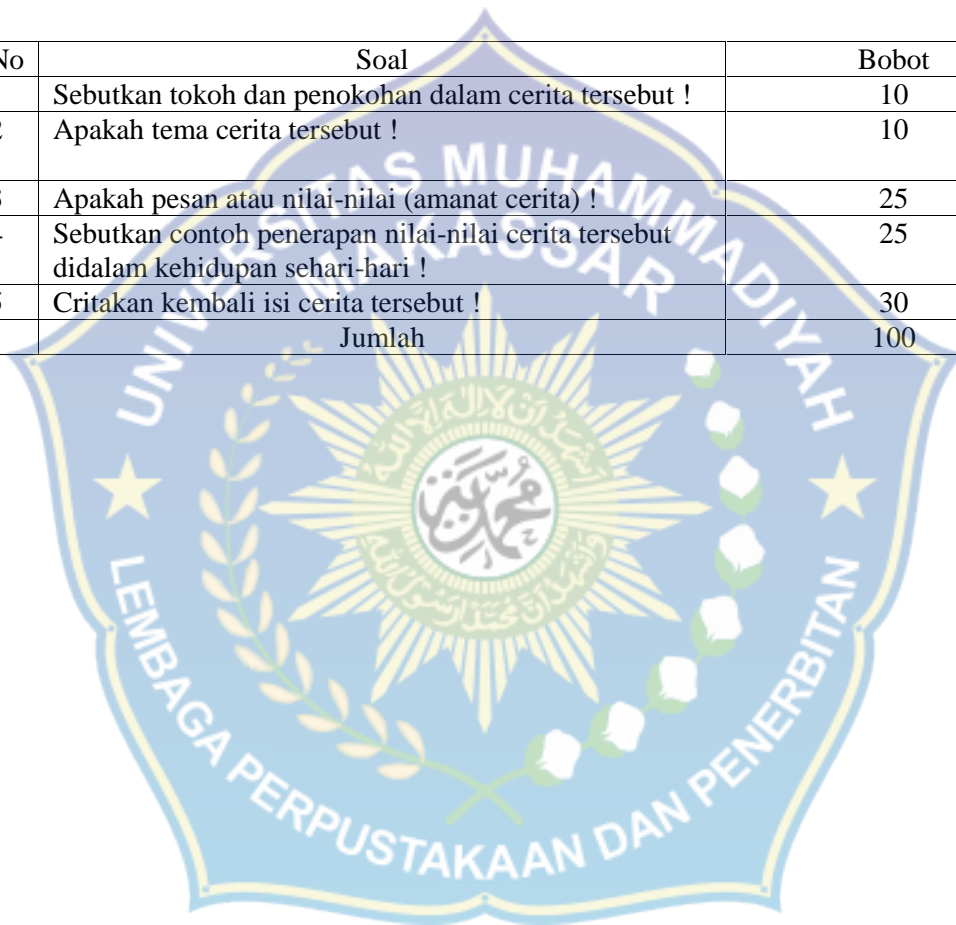 No Soal Bobot
Sebutkan tokoh dan penokohan dalam cerita tersebut ! 10
2 Apakah tema cerita tersebut ! 10
3 Apakah pesan atau nilai-nilai (amanat cerita) ! 25
Sebutkan contoh penerapan nilai-nilai cerita tersebut 25
didalam kehidupan sehari-hari !
5 Critakan kembali isi cerita tersebut ! 30
Jumlah 100
UNIVERSITAS MUHAMMADIYAH
MAKASSAR
LEMBAGA PERPUSTAKAAN DAN PENERBITAN